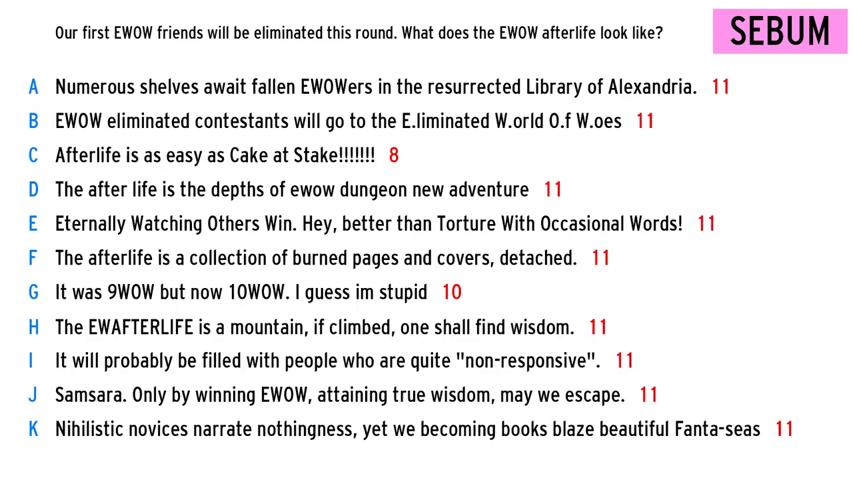 Our first EWOW friends will be eliminated this round. What does the EWOW afterlife look like?
SEBUM
A Numerous shelves await fallen EWOWers in the resurrected Library of Alexandria. 11
B EWOW eliminated contestants will go to the E.liminated W.orld O.f W.oes 11
C Afterlife is as easy as Cake at Stake!!!!!!! 8
D The after life is the depths of ewow dungeon new adventure 11
E Eternally Watching Others Win. Hey, better than Torture With Occasional Words! 11
F The afterlife is a collection of burned pages and covers, detached. 11
G It was 9WOW but now 10WOW. I guess im stupid 10
H The EWAFTERLIFE is a mountain, if climbed, one shall find wisdom. 11
I It will probably be filled with people who are quite "non-responsive". 11
J Samsara. Only by winning EWOW, attaining true wisdom, may we escape. 11
K Nihilistic novices narrate nothingness, yet we becoming books blaze beautiful Fanta-seas 11